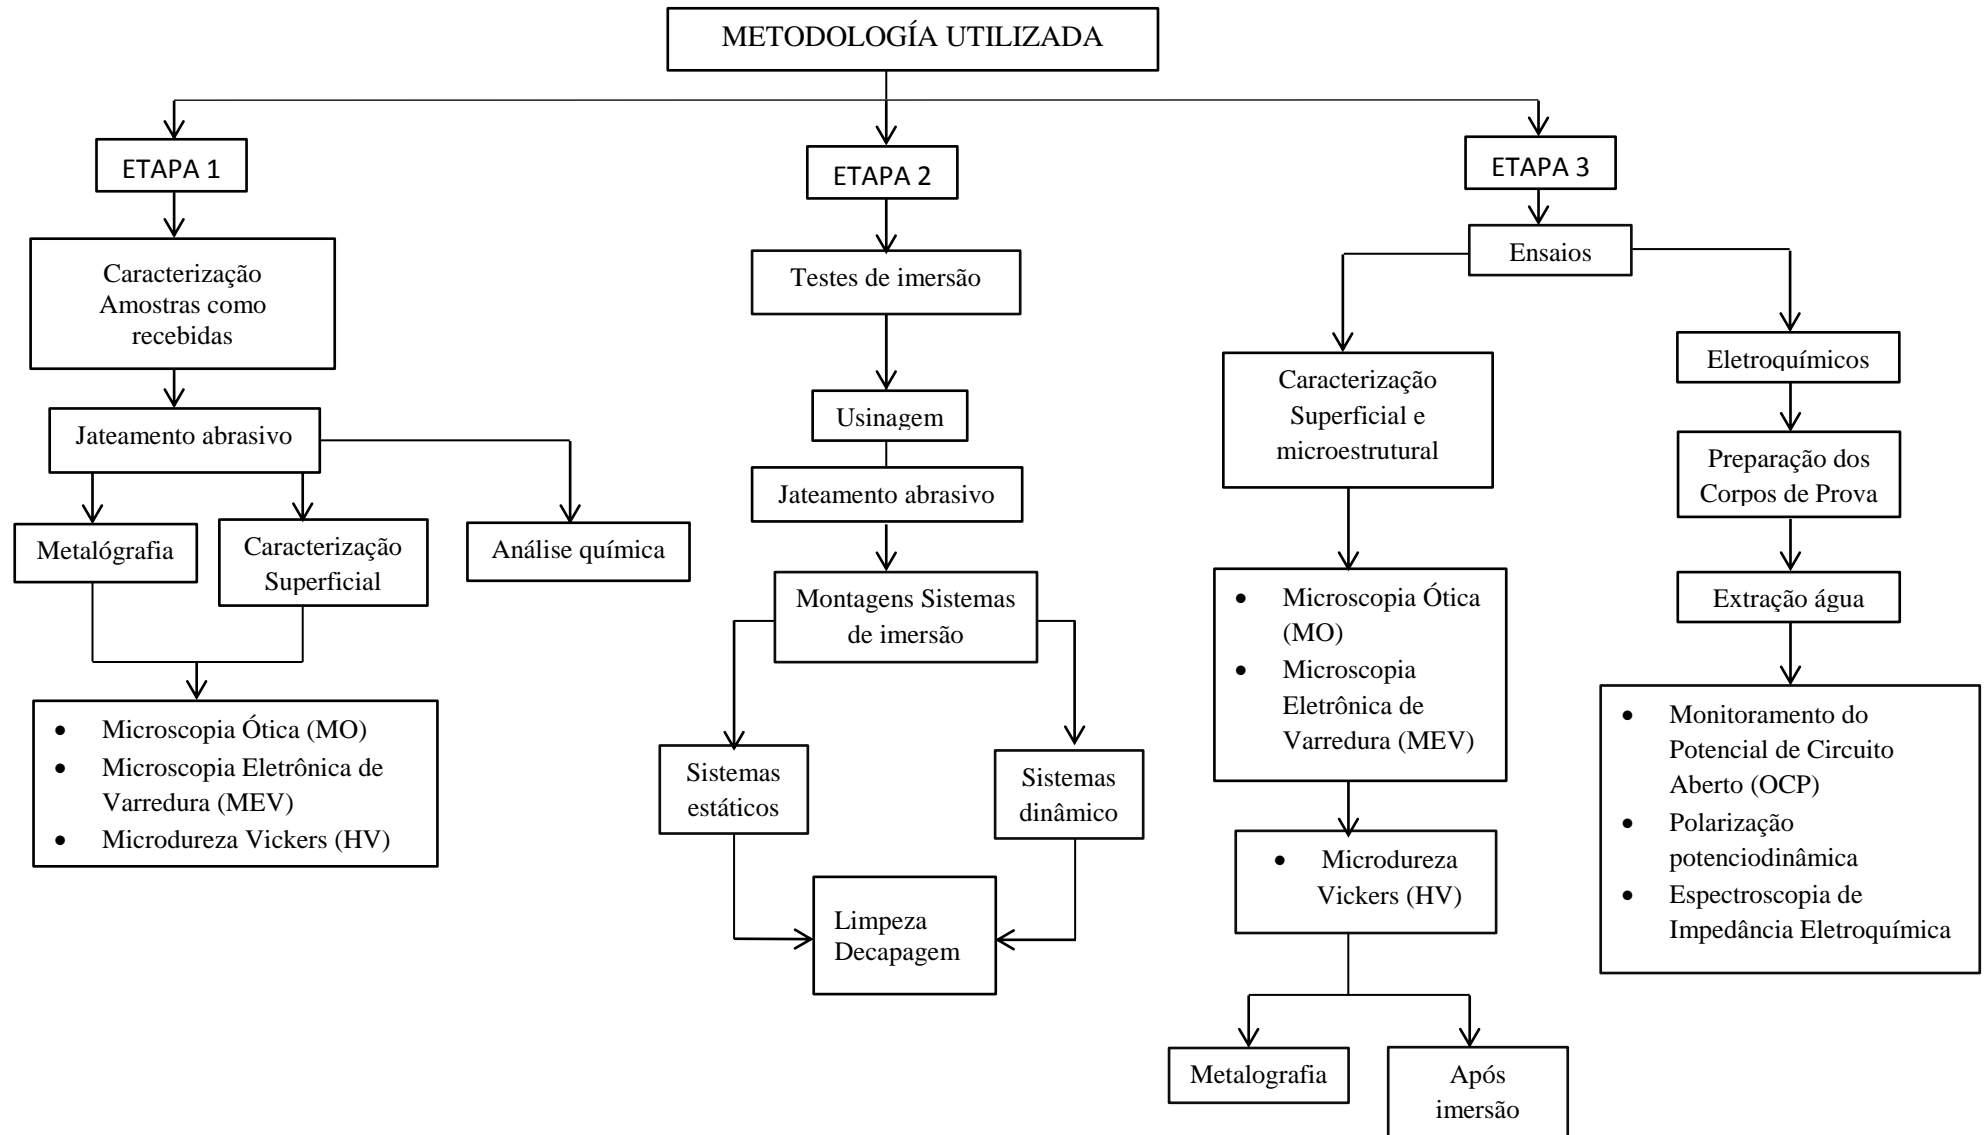 METODOLOGÍA UTILIZADA
ETAPA 1
Caracterização
Amostras como
recebidas
Jateamento abrasivo
Metalógrafia
Caracterização
Superficial
Análise química
• Microscopia Ótica (MO)
• Microscopia Eletrônica de
Varredura (MEV)
• Microdureza Vickers (HV)
ETAPA 2
Testes de imersão
Usinagem
Jateamento abrasivo
Montagens Sistemas
de imersão
Sistemas
estáticos
Sistemas
dinâmico
Limpeza
Decapagem
ETAPA 3
Ensaios
Caracterização
Superficial e
microestrutural
• Microscopia Ótica
(MO)
• Microscopia
Eletrônica de
Varredura (MEV)
• Microdureza
Vickers (HV)
Metalografia
Após
imersão
Eletroquímicos
Preparação dos
Corpos de Prova
Extração água
• Monitoramento do
Potencial de Circuito
Aberto (OCP)
• Polarização
potenciodinâmica
• Espectroscopia de
Impedância Eletroquímica